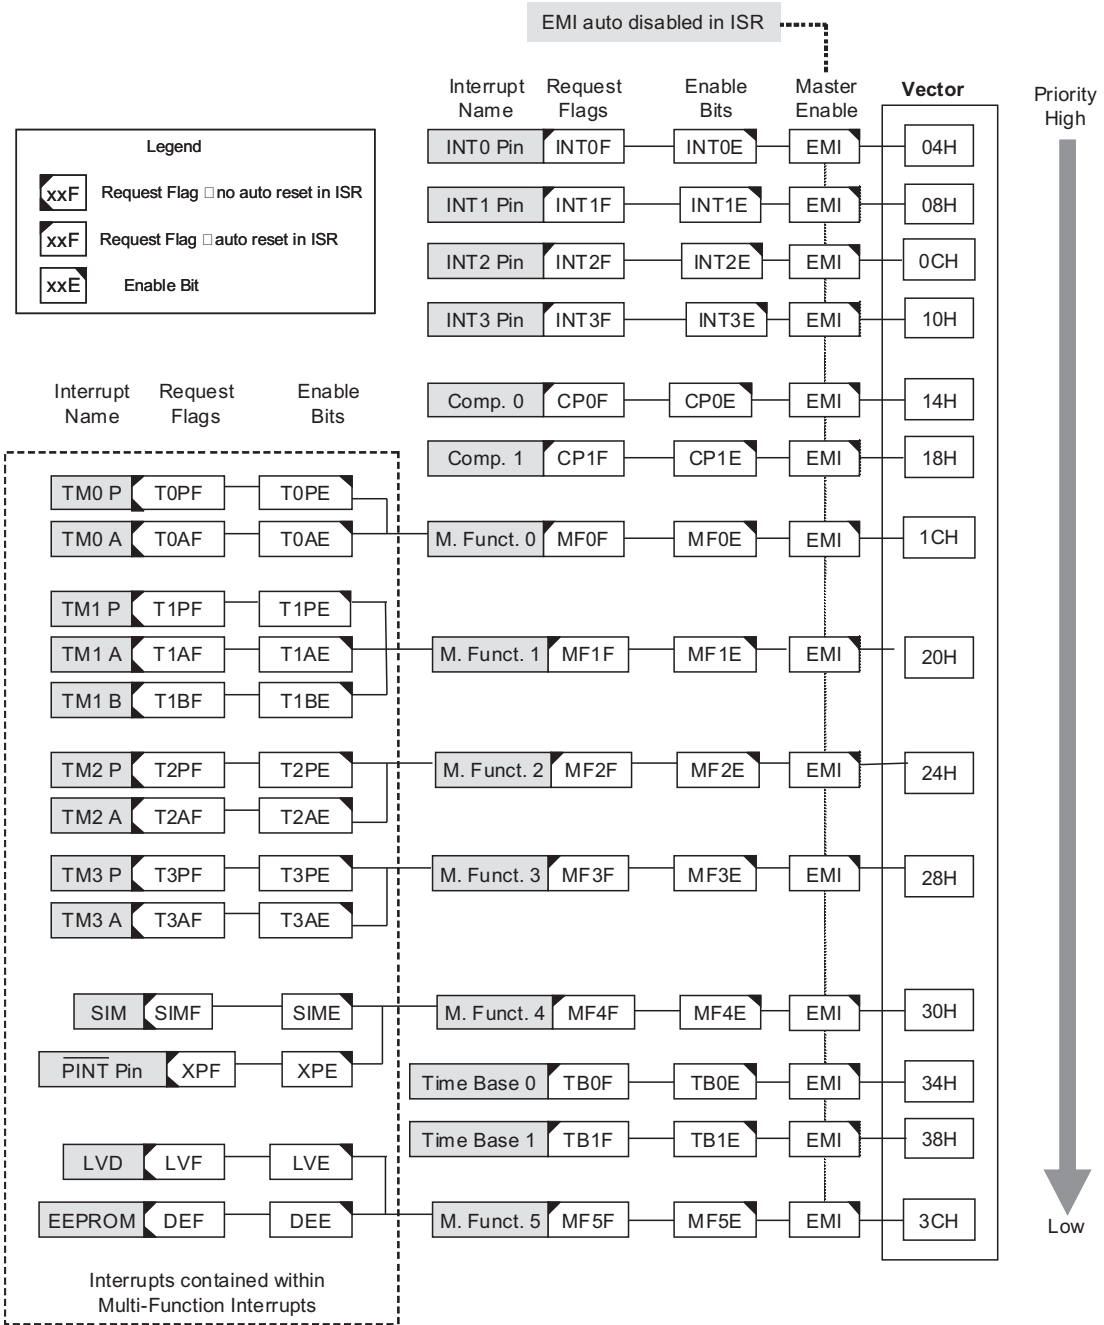 EMI auto disabled in ISR
Interrupt Name
Request Flags
Enable Bits
Master Enable
Vector
Priority High
INT0 Pin INT0F INT0E EMI 04H
INT1 Pin INT1F INT1E EMI 08H
INT2 Pin INT2F INT2E EMI 0CH
INT3 Pin INT3F INT3E EMI 10H
Comp. 0 CP0F CP0E EMI 14H
Comp. 1 CP1F CP1E EMI 18H
Legend
xxF Request Flag □ no auto reset in ISR
xxF Request Flag □ auto reset in ISR
xxE Enable Bit
Interrupt Name
Request Flags
Enable Bits
TM0 P T0PF T0PE
TM0 A T0AF T0AE M. Funct. 0 MF0F MF0E EMI 1CH
TM1 P T1PF T1PE
TM1 A T1AF T1AE M. Funct. 1 MF1F MF1E EMI 20H
TM1 B T1BF T1BE
TM2 P T2PF T2PE M. Funct. 2 MF2F MF2E EMI 24H
TM2 A T2AF T2AE
TM3 P T3PF T3PE M. Funct. 3 MF3F MF3E EMI 28H
TM3 A T3AF T3AE
SIM SIMF SIME M. Funct. 4 MF4F MF4E EMI 30H
PINT Pin XPF XPE Time Base 0 TB0F TB0E EMI 34H
Time Base 1 TB1F TB1E EMI 38H
LVD LVF LVE
EEPROM DEF DEE M. Funct. 5 MF5F MF5E EMI 3CH
Low
Interrupts contained within
Multi-Function Interrupts